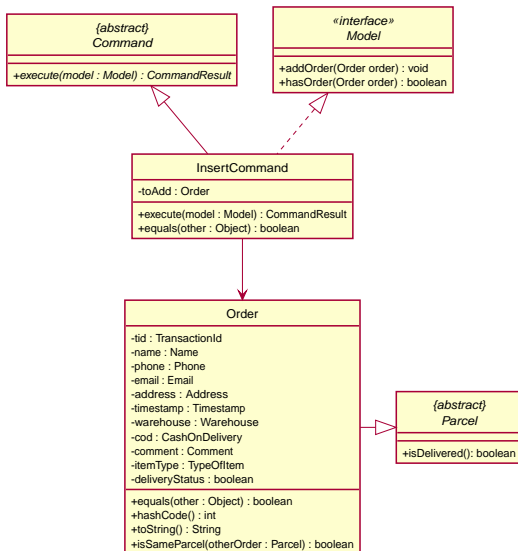 {abstract}
Command
+execute(model : Model) : CommandResult
«interface»
Model
+addOrder(Order order) : void
+hasOrder(Order order) : boolean
InsertCommand
-toAdd : Order
+execute(model : Model) : CommandResult
+equals(other : Object) : boolean
Order
-tid : TransactionId
-name : Name
-phone : Phone
-email : Email
-address : Address
-timestamp : Timestamp
-warehouse : Warehouse
-cod : CashOnDelivery
-comment : Comment
-itemType : TypeOfItem
-deliveryStatus : boolean
+equals(other : Object) : boolean
+hashCode() : int
+toString() : String
+isSameParcel(otherOrder : Parcel) : boolean
{abstract}
Parcel
+isDelivered(): boolean